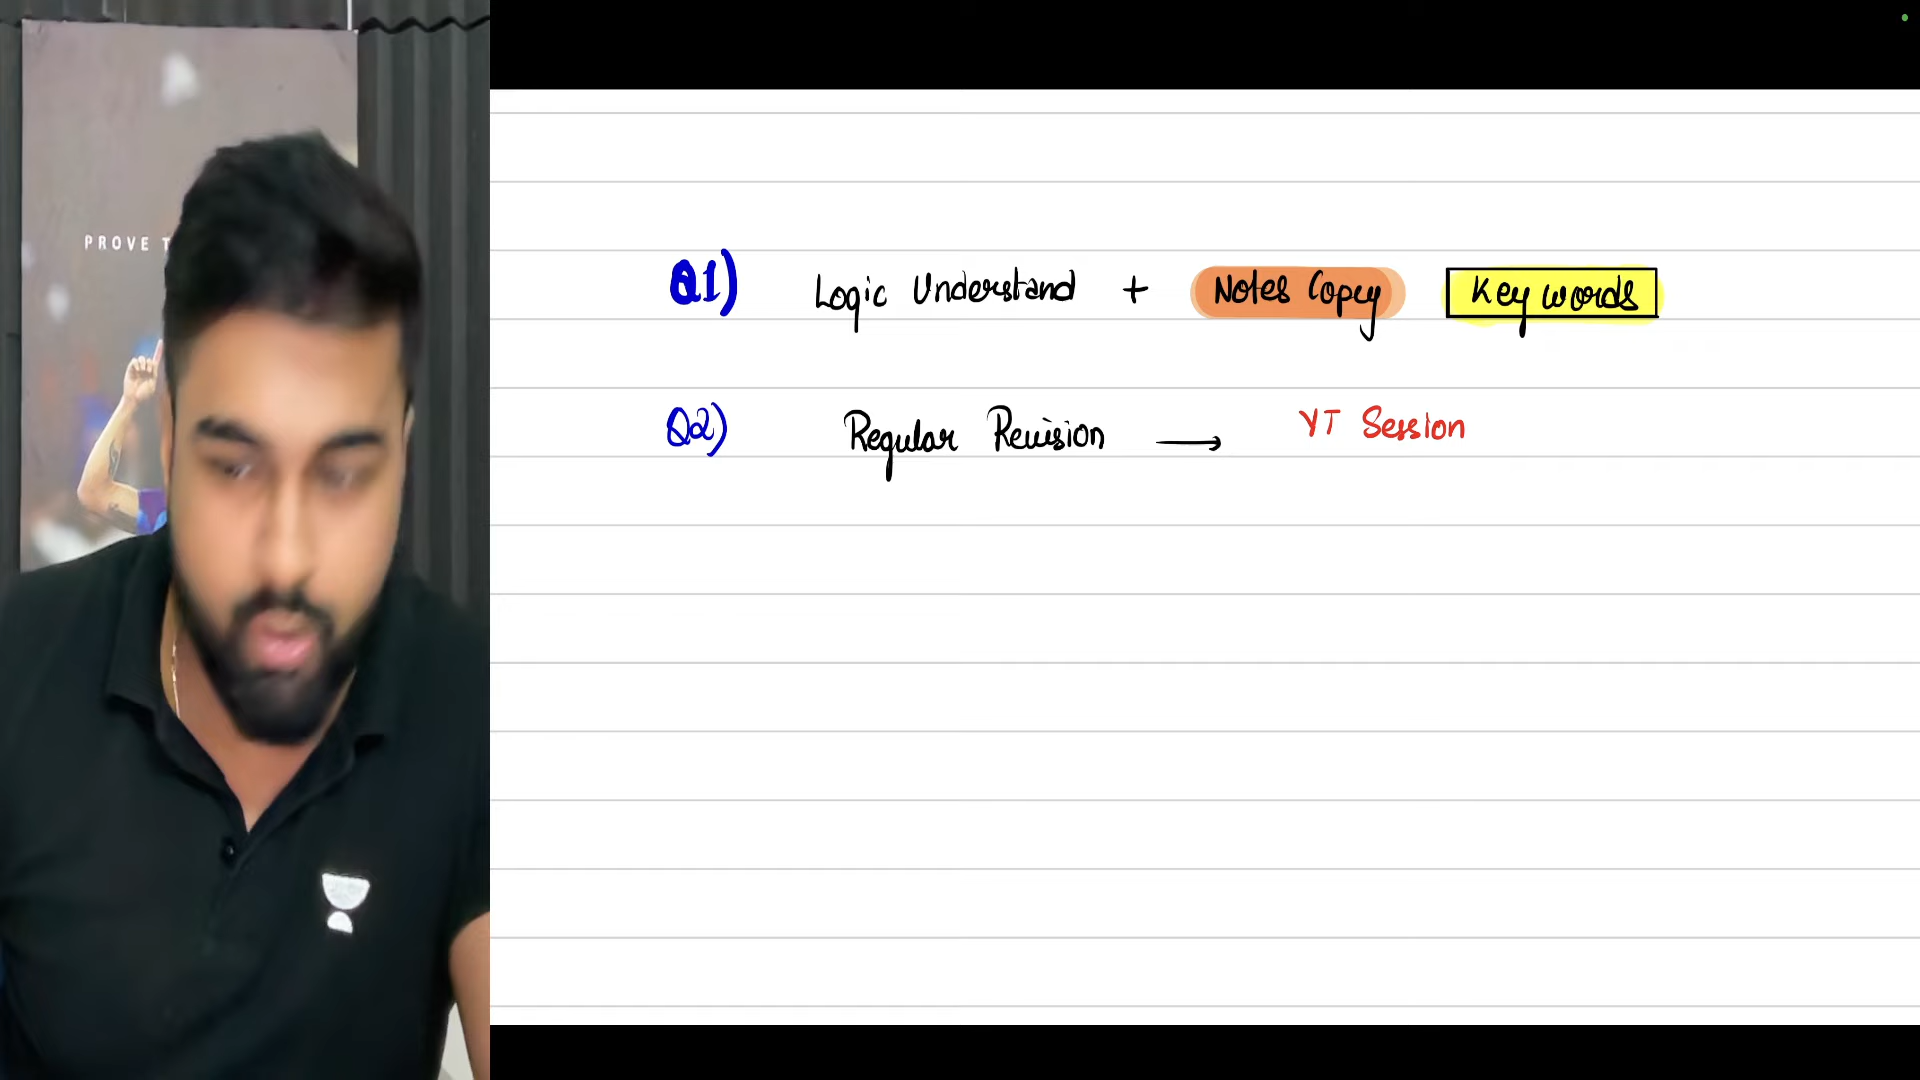 PROVE T
Q1) Logic Understand + Notes Copy Key words
Q2) Regular Revision → YT Session